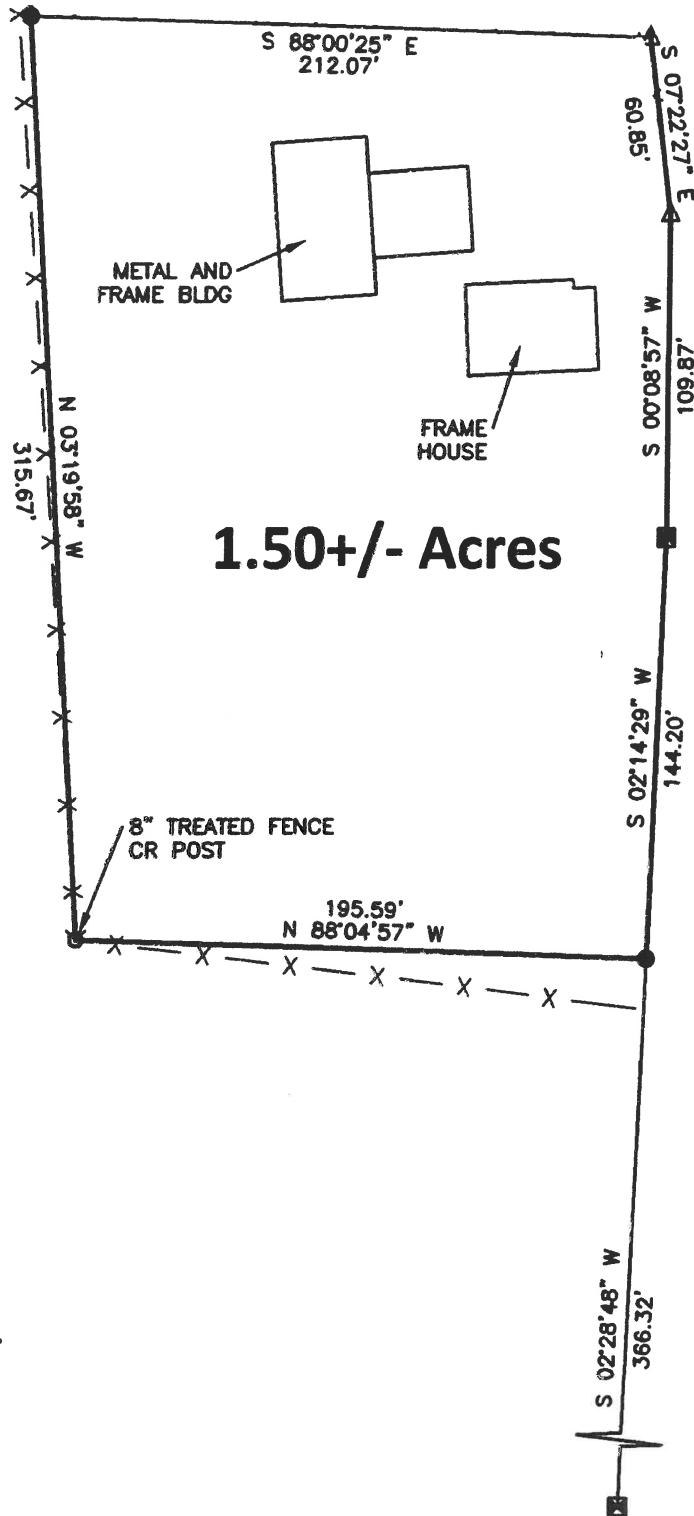 S 88°00'25" E
212.07'
S 07°22'27" E
60.85'
METAL AND
FRAME BLDG
S 00°08'57" W
109.87'
FRAME
HOUSE
N 03°19'58" W
315.67'
1.50+/- Acres
S 02°14'29" W
144.20'
8" TREATED FENCE
CR POST
195.59'
N 88°04'57" W
S 02°28'48" W
366.32'